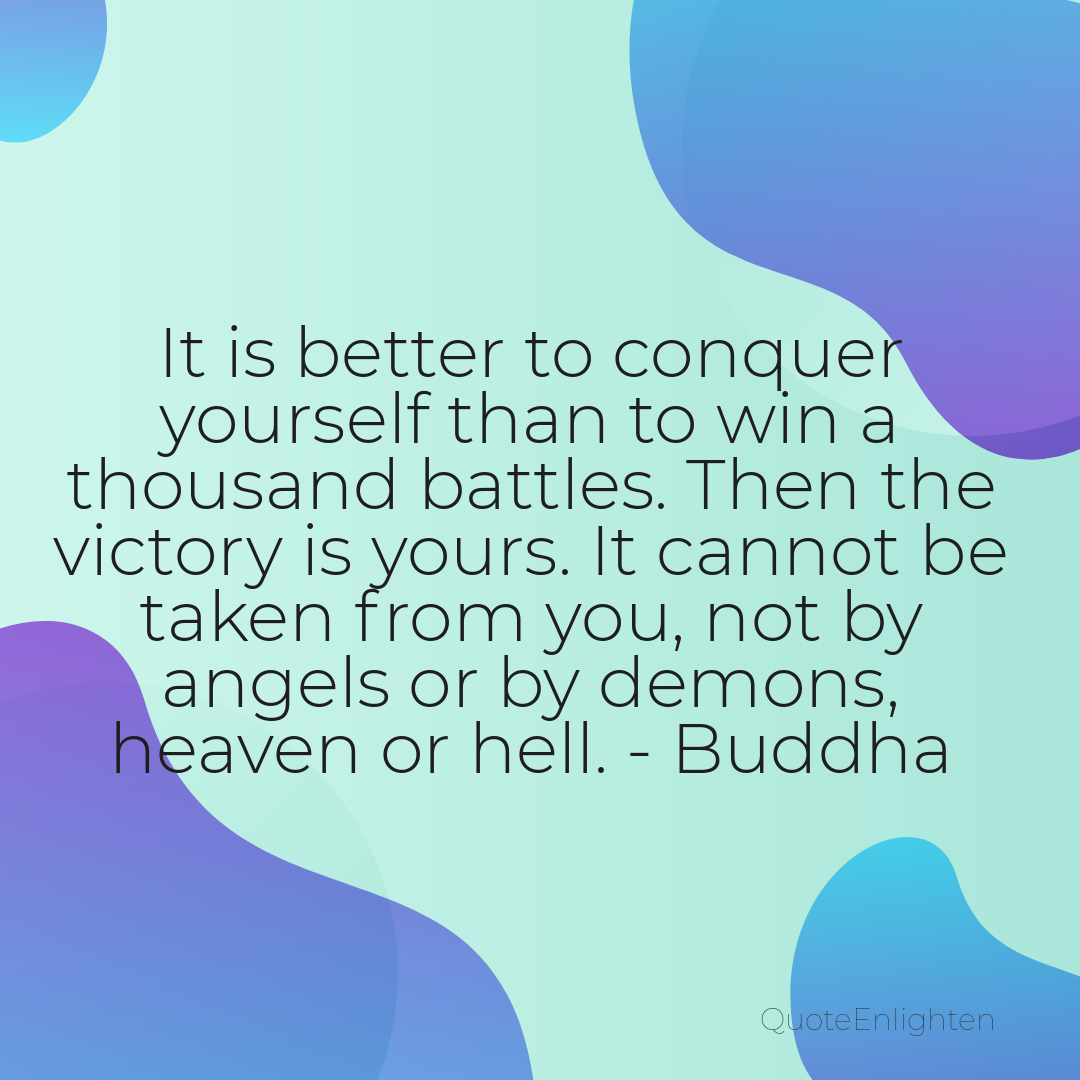 It is better to conquer
yourself than to win a
thousand battles. Then the
victory is yours. It cannot be
taken from you, not by
angels or by demons,
heaven or hell. - Buddha
QuoteEnlighten